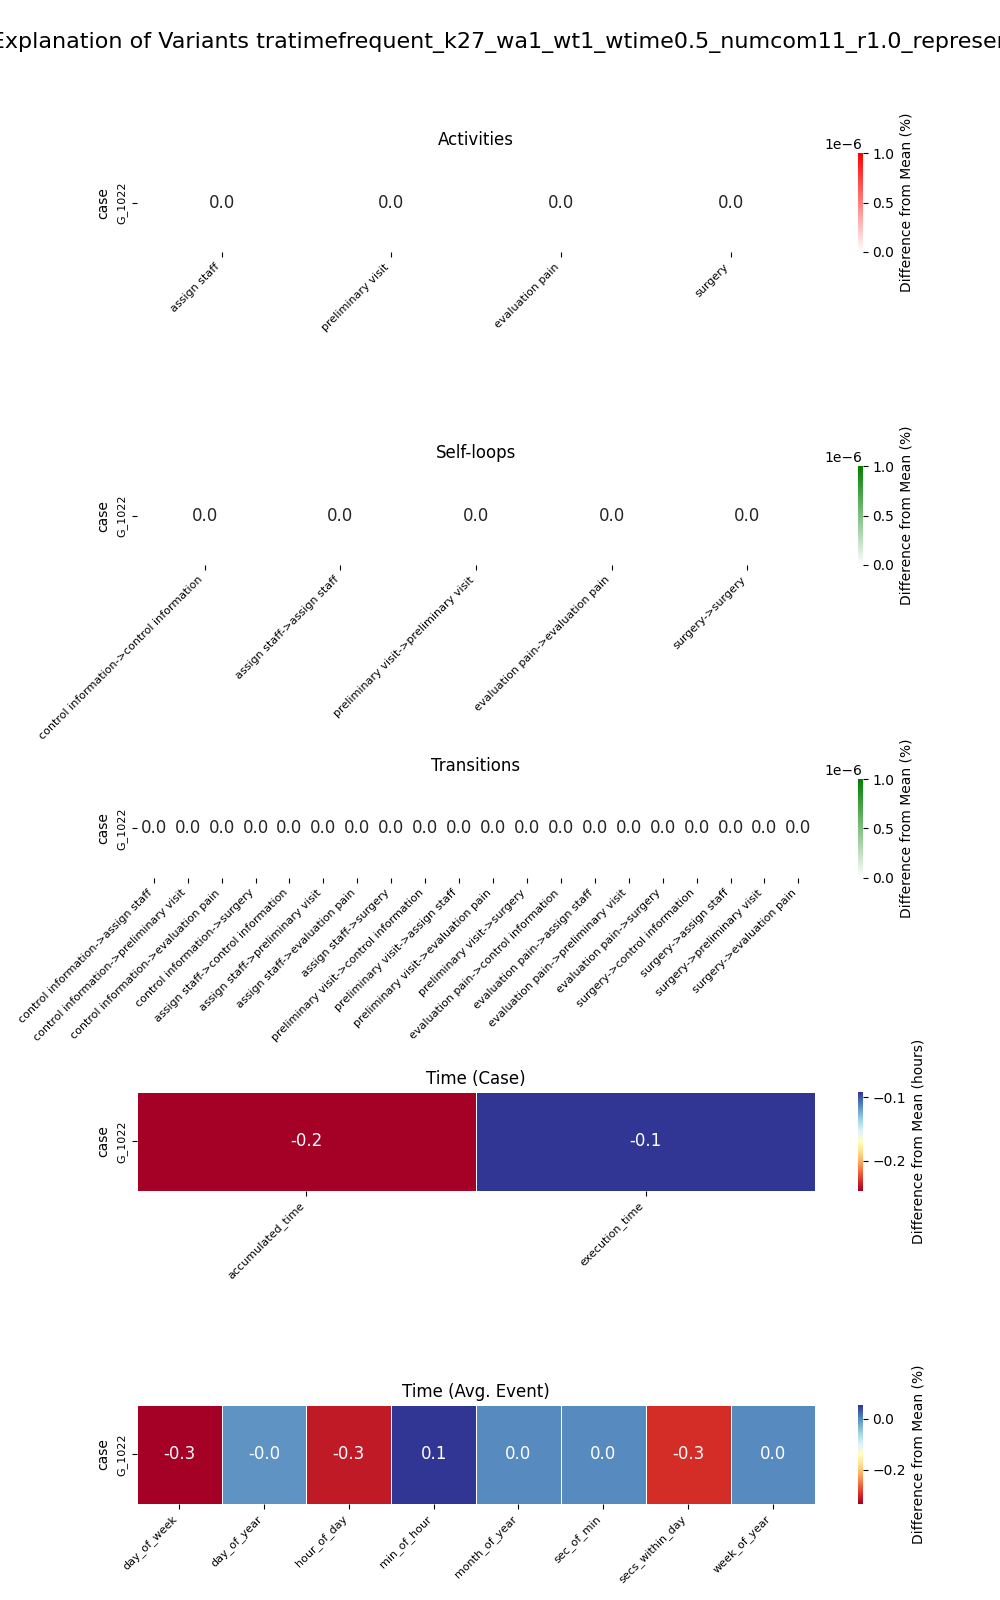 Explanation of Variants tratimefrequent_k27_wa1_wt1_wtime0.5_numcom11_r1.0_represen
Activities
case
G_1022
0.0 0.0 0.0 0.0
assign staff
preliminary visit
evaluation pain
surgery
1e−6
1.0
0.5
0.0
Difference from Mean (%)
Self-loops
case
G_1022
0.0 0.0 0.0 0.0 0.0
control information->control information
assign staff->assign staff
preliminary visit->preliminary visit
evaluation pain->evaluation pain
surgery->surgery
1e−6
1.0
0.5
0.0
Difference from Mean (%)
Transitions
case
G_1022
0.0 0.0 0.0 0.0 0.0 0.0 0.0 0.0 0.0 0.0 0.0 0.0 0.0 0.0 0.0 0.0 0.0 0.0 0.0 0.0
control information->assign staff
control information->preliminary visit
control information->evaluation pain
control information->surgery
assign staff->control information
assign staff->preliminary visit
assign staff->evaluation pain
assign staff->surgery
preliminary visit->control information
preliminary visit->assign staff
preliminary visit->evaluation pain
preliminary visit->surgery
evaluation pain->control information
evaluation pain->assign staff
evaluation pain->preliminary visit
evaluation pain->surgery
surgery->control information
surgery->assign staff
surgery->preliminary visit
surgery->evaluation pain
1e−6
1.0
0.5
0.0
Difference from Mean (%)
Time (Case)
case
G_1022
-0.2 -0.1
accumulated_time
execution_time
−0.1
−0.2
Difference from Mean (hours)
Time (Avg. Event)
case
G_1022
-0.3 -0.0 -0.3 0.1 0.0 0.0 -0.3 0.0
day_of_week
day_of_year
hour_of_day
min_of_hour
month_of_year
sec_of_min
secs_within_day
week_of_year
0.0
−0.2
Difference from Mean (%)